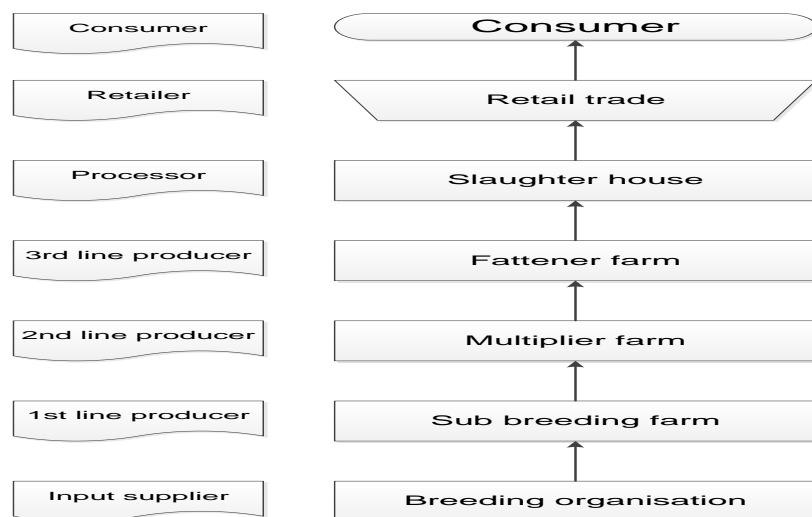 Consumer
Consumer
Retailer
Retail trade
Processor
Slaughter house
3rd line producer
Fattener farm
2nd line producer
Multiplier farm
1st line producer
Sub breeding farm
Input supplier
Breeding organisation